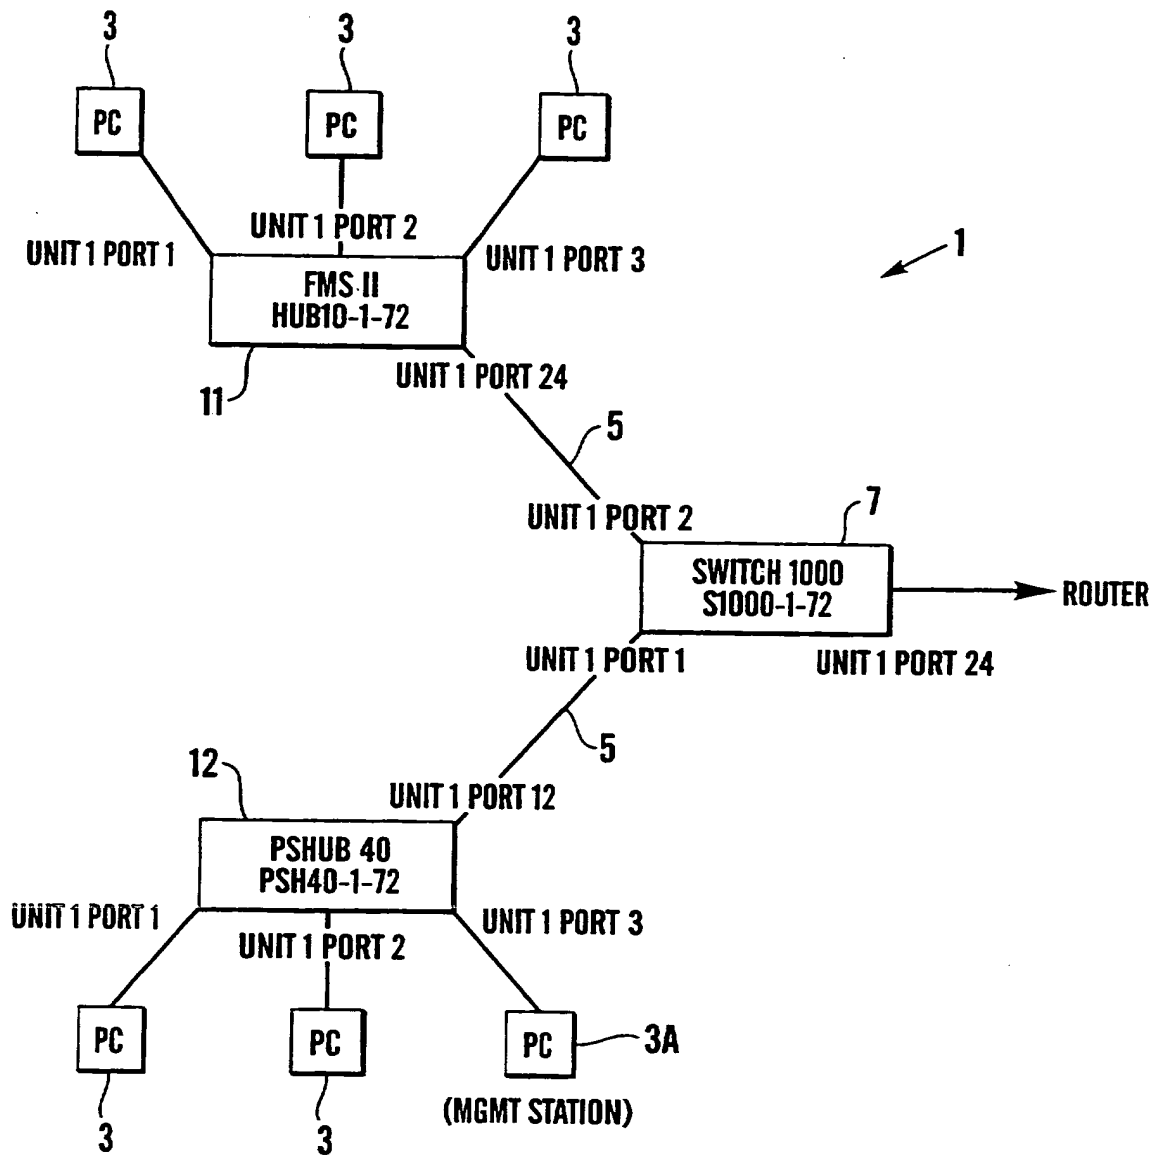 3
3
3
PC
PC
PC
UNIT 1 PORT 1
UNIT 1 PORT 2
UNIT 1 PORT 3
1
FMS II
HUB10-1-72
11
UNIT 1 PORT 24
5
UNIT 1 PORT 2
7
SWITCH 1000
S1000-1-72
ROUTER
UNIT 1 PORT 1
UNIT 1 PORT 24
5
12
UNIT 1 PORT 12
PSHUB 40
PSH40-1-72
UNIT 1 PORT 1
UNIT 1 PORT 2
UNIT 1 PORT 3
PC
PC
PC
3A
(MGMT STATION)
3
3